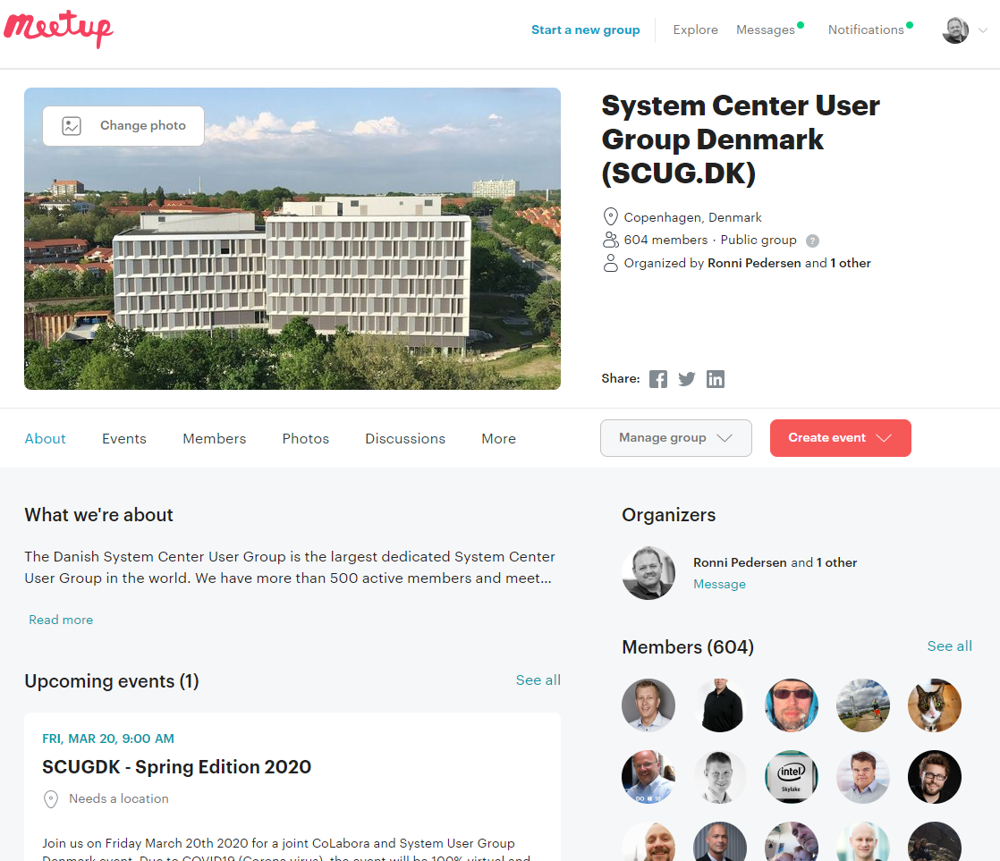 meetup
Start a new group
Explore
Messages
Notifications
Change photo
System Center User
Group Denmark
(SCUG.DK)
Copenhagen, Denmark
604 members · Public group ?
Organized by Ronni Pedersen and 1 other
Share:
About
Events
Members
Photos
Discussions
More
Manage group
Create event
What we're about
The Danish System Center User Group is the largest dedicated System Center
User Group in the world. We have more than 500 active members and meet...
Read more
Upcoming events (1)
See all
FRI, MAR 20, 9:00 AM
SCUGDK - Spring Edition 2020
Needs a location
Join us on Friday March 20th 2020 for a joint CoLabora and System User Group
Denmark event. Due to COVID19 (Corona virus), the event will be 100% virtual and
Organizers
Ronni Pedersen and 1 other
Message
Members (604)
See all
intel
Skylake